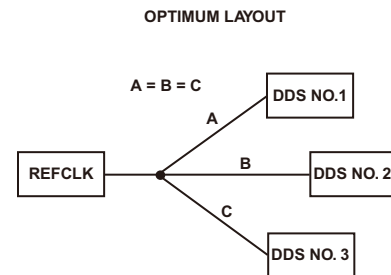 OPTIMUM LAYOUT
A = B = C
DDS NO.1
A
B
REFCLK
DDS NO. 2
C
DDS NO. 3